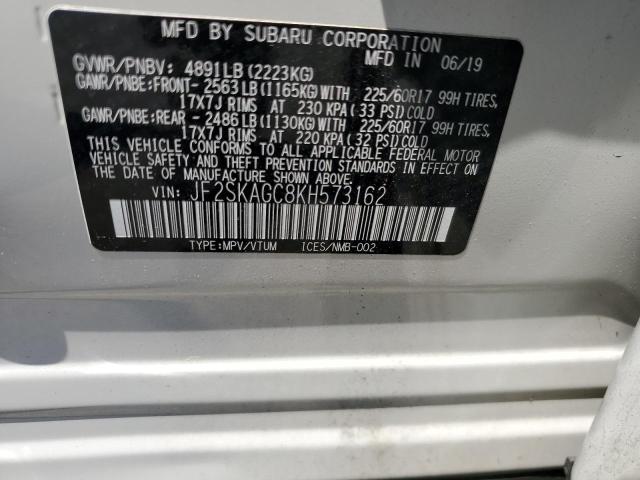 MFD BY SUBARU CORPORATION
GVWR/PNBV: 4891LB (2223KG) MFD IN 06/19
GAWR/PNBE:FRONT- 2563LB (1165KG) WITH 225/60R17 99H TIRES,
17X7J RIMS AT 230 KPA (33 PSI) COLD
GAWR/PNBE:REAR - 2486LB (1130KG) WITH 225/60R17 99H TIRES,
17X7J RIMS AT 220 KPA (32 PSI) COLD
THIS VEHICLE CONFORMS TO ALL APPLICABLE FEDERAL MOTOR
VEHICLE SAFETY AND THEFT PREVENTION STANDARDS IN EFFECT ON
THE DATE OF MANUFACTURE SHOWN ABOVE.
VIN: JF2SKAGC8KH573162
TYPE:MPV/VTUM ICES/NMB-002